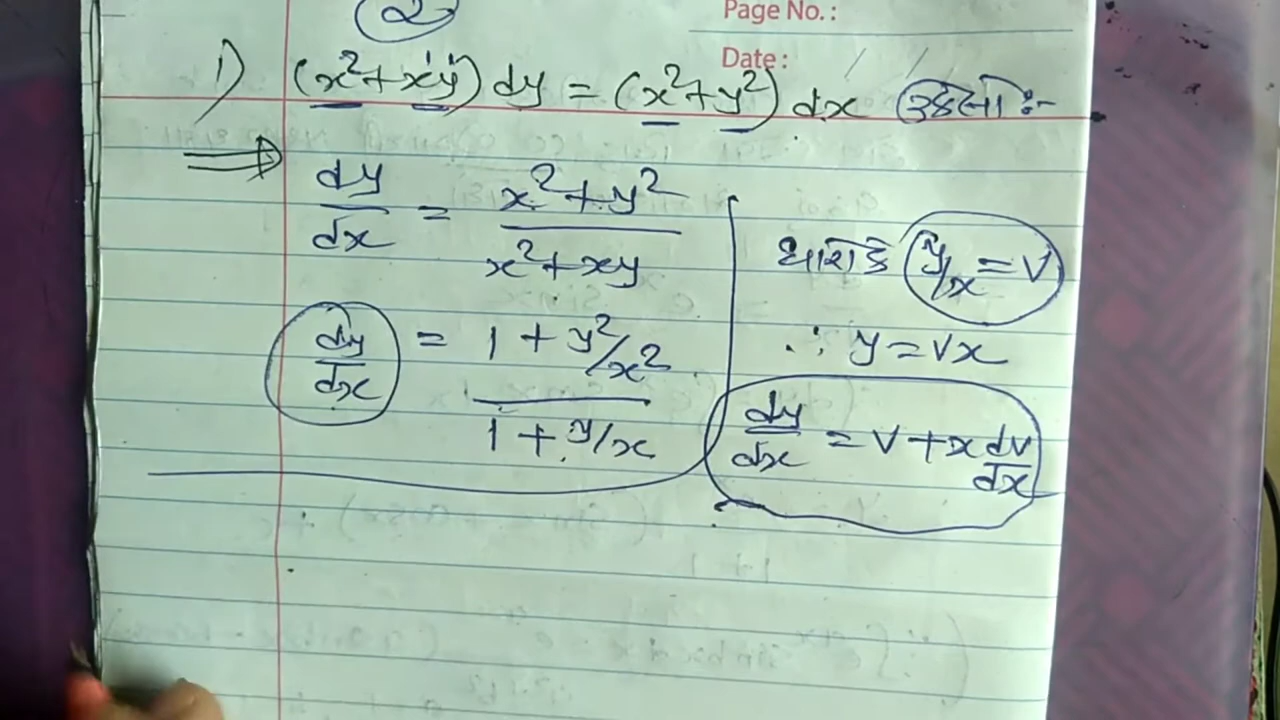 2
Page No. :
Date : / /
1) (x²+xy) dy = (x²+y²) dx ઉકેલો :-
⇒ dy/dx = x²+y² / x²+xy
dy/dx = 1 + y²/x² / 1 + y/x
ધારો કે y/x = v
∴ y = vx
dy/dx = v + x dv/dx